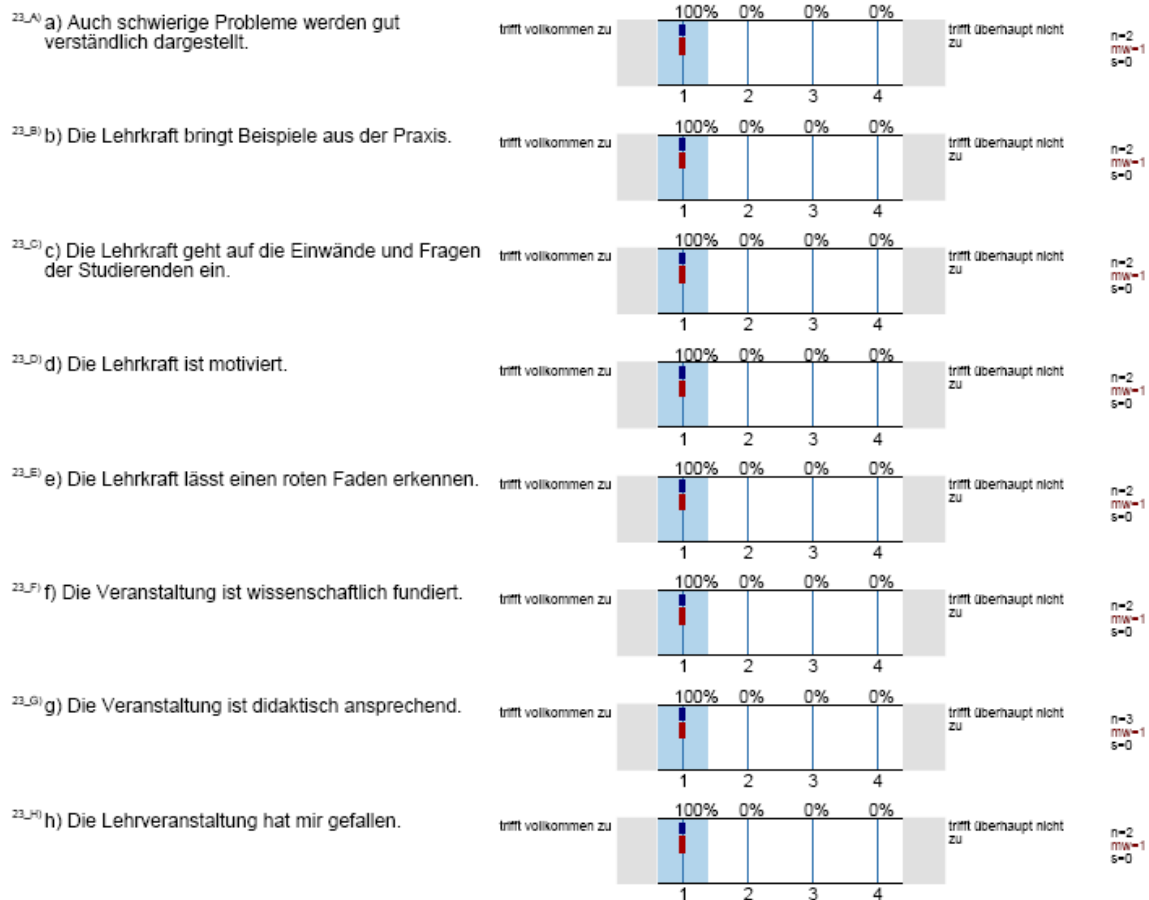 23_A) a) Auch schwierige Probleme werden gut
verständlich dargestellt.
trifft vollkommen zu
100% 0% 0% 0%
1 2 3 4
trifft überhaupt nicht
zu
n=2
mw=1
s=0
23_B) b) Die Lehrkraft bringt Beispiele aus der Praxis.
trifft vollkommen zu
100% 0% 0% 0%
1 2 3 4
trifft überhaupt nicht
zu
n=2
mw=1
s=0
23_C) c) Die Lehrkraft geht auf die Einwände und Fragen
der Studierenden ein.
trifft vollkommen zu
100% 0% 0% 0%
1 2 3 4
trifft überhaupt nicht
zu
n=2
mw=1
s=0
23_D) d) Die Lehrkraft ist motiviert.
trifft vollkommen zu
100% 0% 0% 0%
1 2 3 4
trifft überhaupt nicht
zu
n=2
mw=1
s=0
23_E) e) Die Lehrkraft lässt einen roten Faden erkennen.
trifft vollkommen zu
100% 0% 0% 0%
1 2 3 4
trifft überhaupt nicht
zu
n=2
mw=1
s=0
23_F) f) Die Veranstaltung ist wissenschaftlich fundiert.
trifft vollkommen zu
100% 0% 0% 0%
1 2 3 4
trifft überhaupt nicht
zu
n=2
mw=1
s=0
23_G) g) Die Veranstaltung ist didaktisch ansprechend.
trifft vollkommen zu
100% 0% 0% 0%
1 2 3 4
trifft überhaupt nicht
zu
n=3
mw=1
s=0
23_H) h) Die Lehrveranstaltung hat mir gefallen.
trifft vollkommen zu
100% 0% 0% 0%
1 2 3 4
trifft überhaupt nicht
zu
n=2
mw=1
s=0